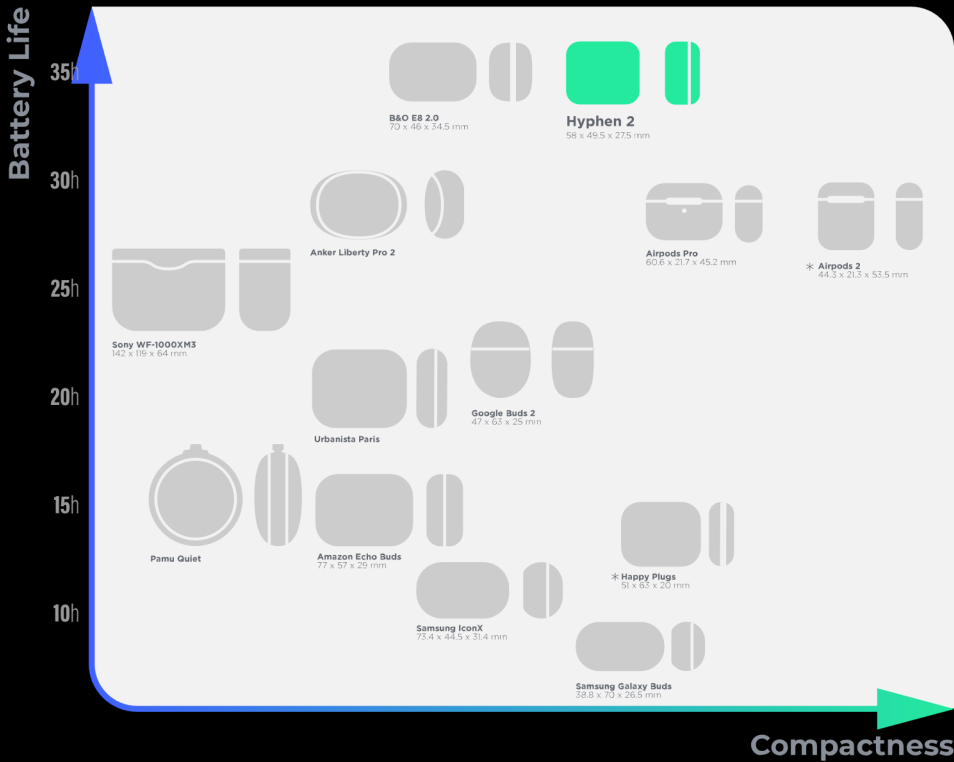 Battery Life
35h
30h
25h
20h
15h
10h
B&O E8 2.0
70 x 46 x 34.5 mm
Hyphen 2
58 x 49.5 x 27.5 mm
Anker Liberty Pro 2
Airpods Pro
60.6 x 21.7 x 45.2 mm
* Airpods 2
44.3 x 21.3 x 53.5 mm
Sony WF-1000XM3
142 x 119 x 64 mm
Urbanista Paris
Google Buds 2
47 x 63 x 25 mm
Pamu Quiet
Amazon Echo Buds
77 x 57 x 29 mm
* Happy Plugs
51 x 63 x 20 mm
Samsung IconX
73.4 x 44.5 x 31.4 mm
Samsung Galaxy Buds
38.8 x 70 x 26.5 mm
Compactness